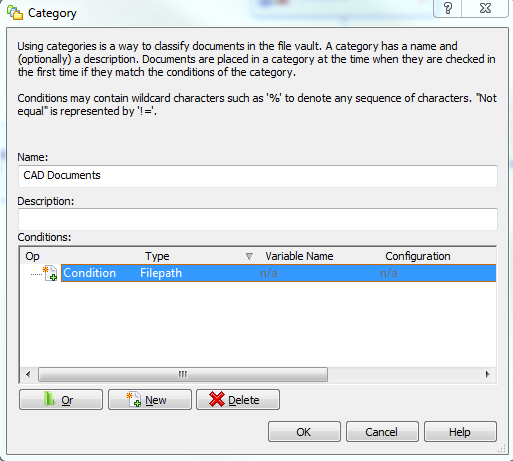 Category
Using categories is a way to classify documents in the file vault. A category has a name and
(optionally) a description. Documents are placed in a category at the time when they are checked in
the first time if they match the conditions of the category.
Conditions may contain wildcard characters such as '%' to denote any sequence of characters. "Not
equal" is represented by '!='.
Name:
CAD Documents
Description:
Conditions:
Op Type Variable Name Configuration
Condition Filepath n/a n/a
Or New Delete
OK Cancel Help